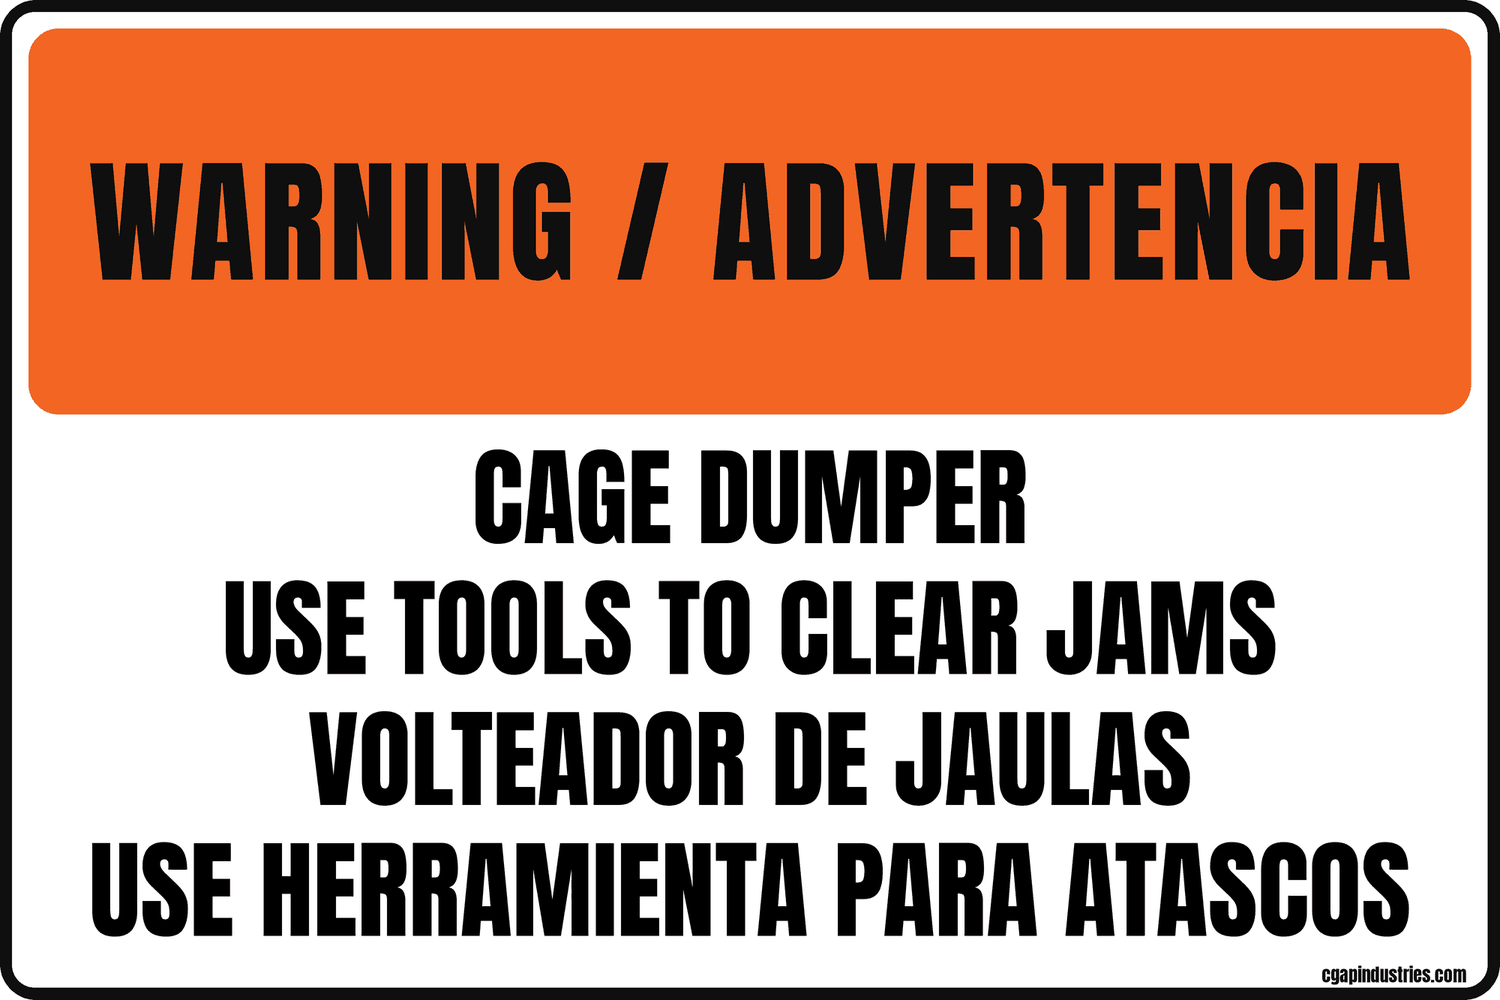 WARNING / ADVERTENCIA
CAGE DUMPER
USE TOOLS TO CLEAR JAMS
VOLTEADOR DE JAULAS
USE HERRAMIENTA PARA ATASCOS
cgapindustries.com